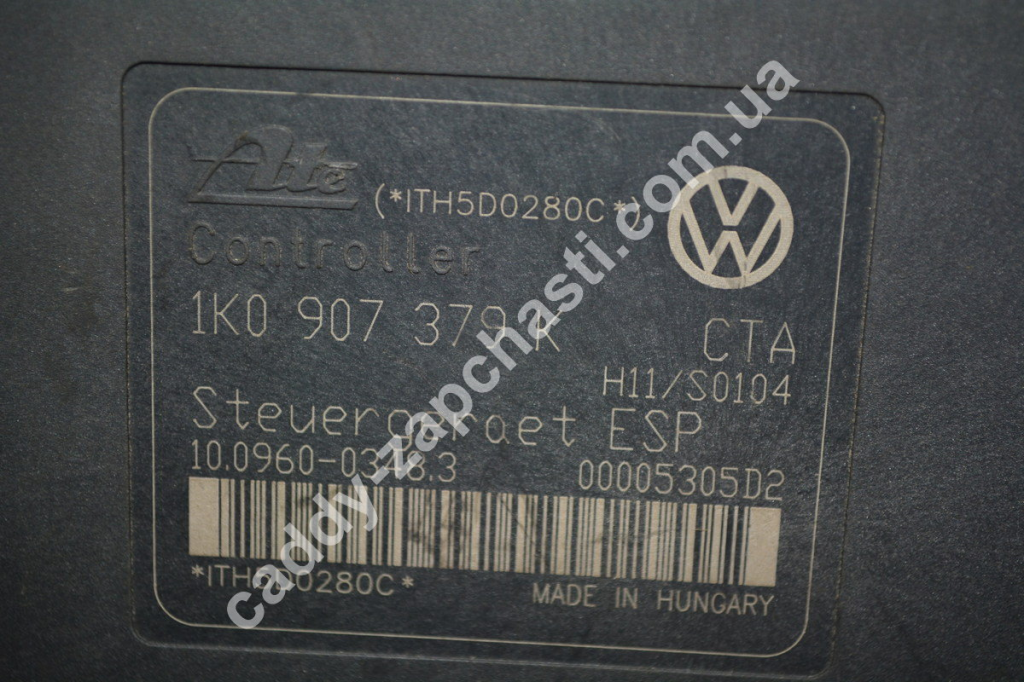 Ate
(*ITH5D0280C*)
Controller
1K0 907 379 K
CTA
H11/S0104
Steuergeraet ESP
10.0960-0348.3
00005305D2
*ITH5D0280C*
MADE IN HUNGARY
caddy-zapchasti.com.ua